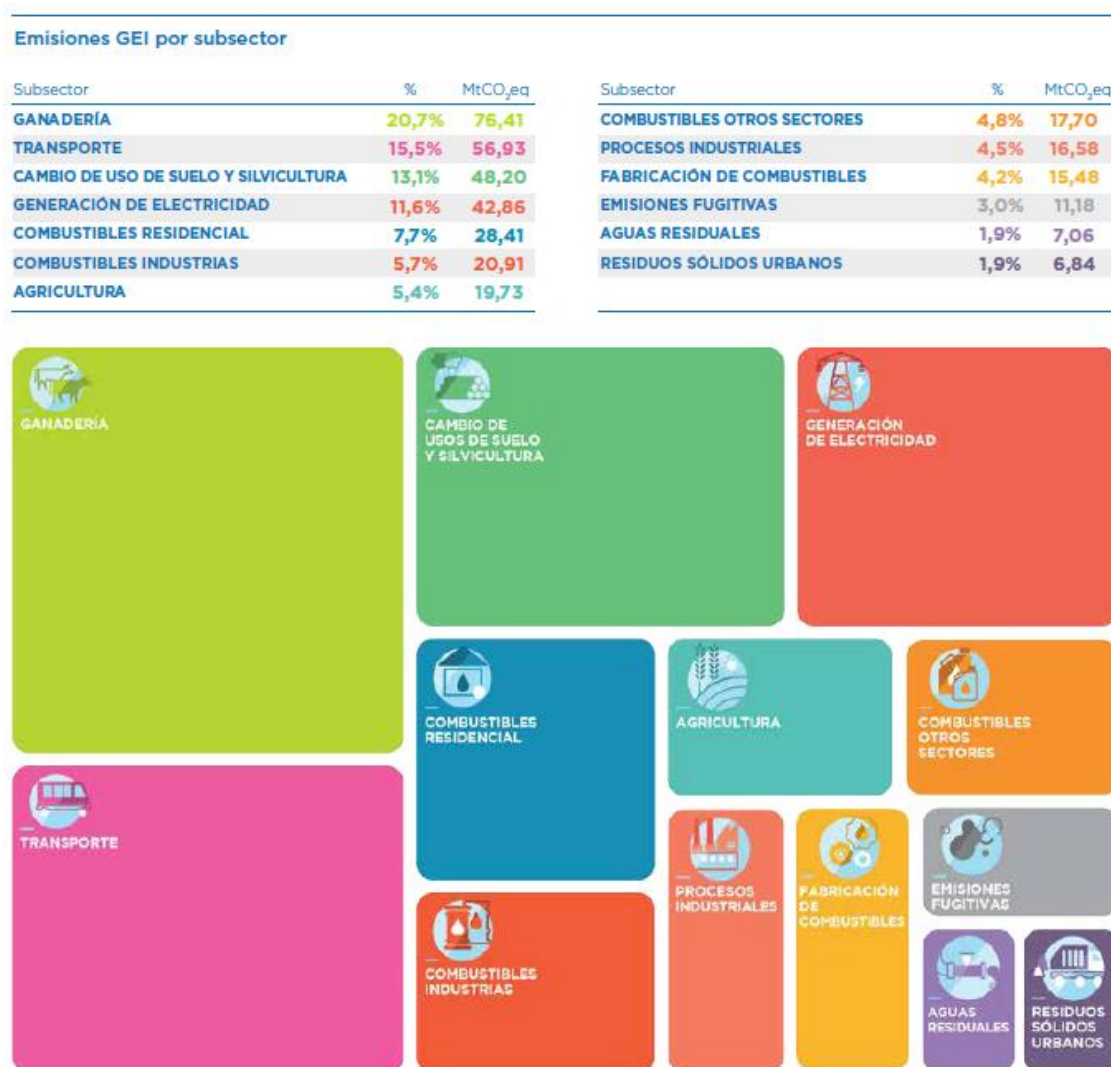 Emisiones GEI por subsector
Subsector % MtCO₂eq
GANADERÍA 20,7% 76,41
TRANSPORTE 15,5% 56,93
CAMBIO DE USO DE SUELO Y SILVICULTURA 13,1% 48,20
GENERACIÓN DE ELECTRICIDAD 11,6% 42,86
COMBUSTIBLES RESIDENCIAL 7,7% 28,41
COMBUSTIBLES INDUSTRIAS 5,7% 20,91
AGRICULTURA 5,4% 19,73
Subsector % MtCO₂eq
COMBUSTIBLES OTROS SECTORES 4,8% 17,70
PROCESOS INDUSTRIALES 4,5% 16,58
FABRICACIÓN DE COMBUSTIBLES 4,2% 15,48
EMISIONES FUGITIVAS 3,0% 11,18
AGUAS RESIDUALES 1,9% 7,06
RESIDUOS SÓLIDOS URBANOS 1,9% 6,84
GANADERÍA
CAMBIO DE
USOS DE SUELO
Y SILVICULTURA
GENERACIÓN
DE ELECTRICIDAD
COMBUSTIBLES
RESIDENCIAL
AGRICULTURA
COMBUSTIBLES
OTROS
SECTORES
TRANSPORTE
PROCESOS
INDUSTRIALES
FABRICACIÓN
DE
COMBUSTIBLES
EMISIONES
FUGITIVAS
COMBUSTIBLES
INDUSTRIAS
AGUAS
RESIDUALES
RESIDUOS
SÓLIDOS
URBANOS